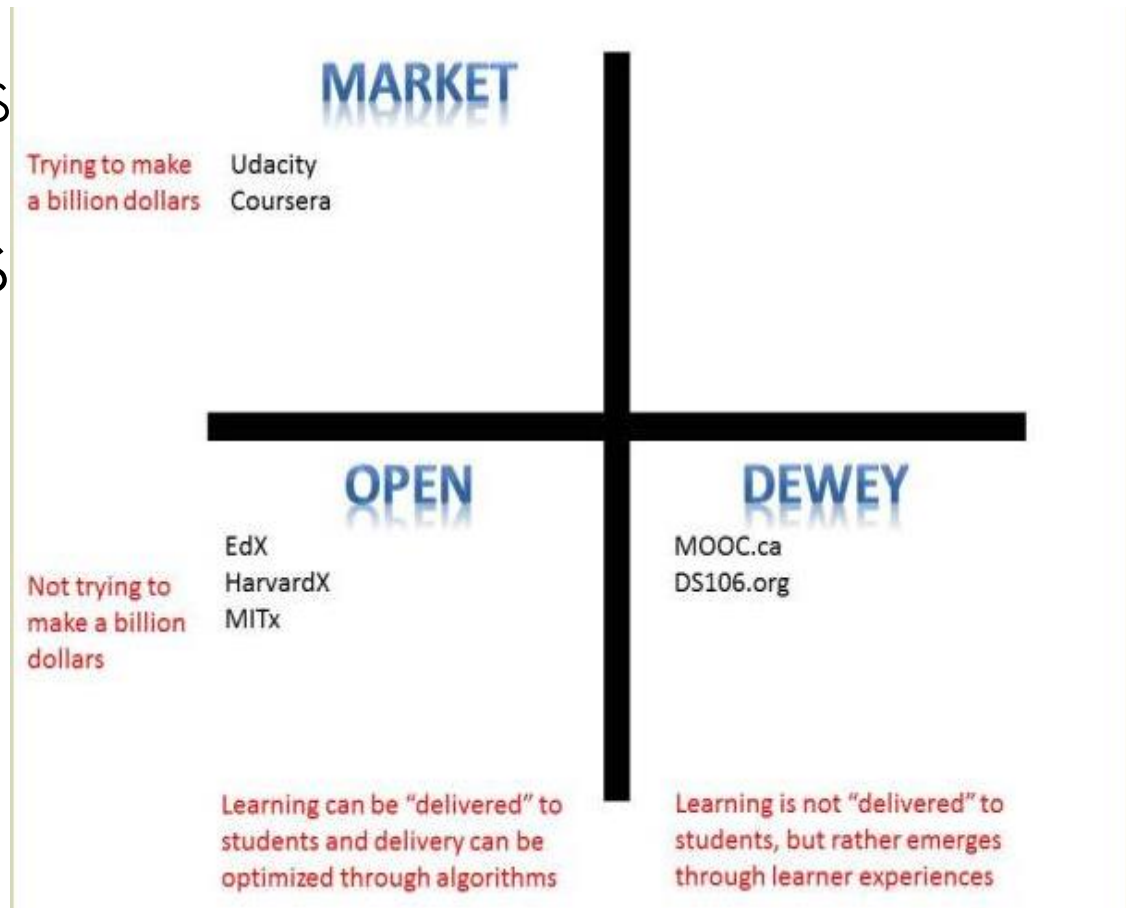 S
S
MARKET
Trying to make
a billion dollars
Udacity
Coursera
OPEN
EdX
HarvardX
MITx
DEWEY
MOOC.ca
DS106.org
Not trying to
make a billion
dollars
Learning can be “delivered” to
students and delivery can be
optimized through algorithms
Learning is not “delivered” to
students, but rather emerges
through learner experiences